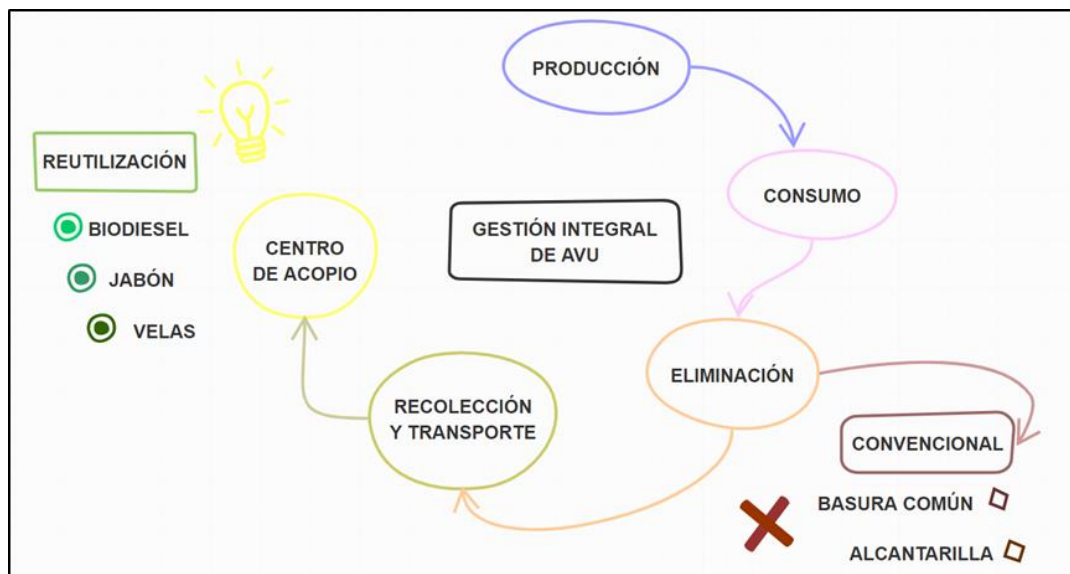 PRODUCCIÓN
CONSUMO
GESTIÓN INTEGRAL
DE AVU
REUTILIZACIÓN
BIODIESEL
JABÓN
VELAS
CENTRO
DE ACOPIO
ELIMINACIÓN
RECOLECCIÓN
Y TRANSPORTE
CONVENCIONAL
BASURA COMÚN
ALCANTARILLA